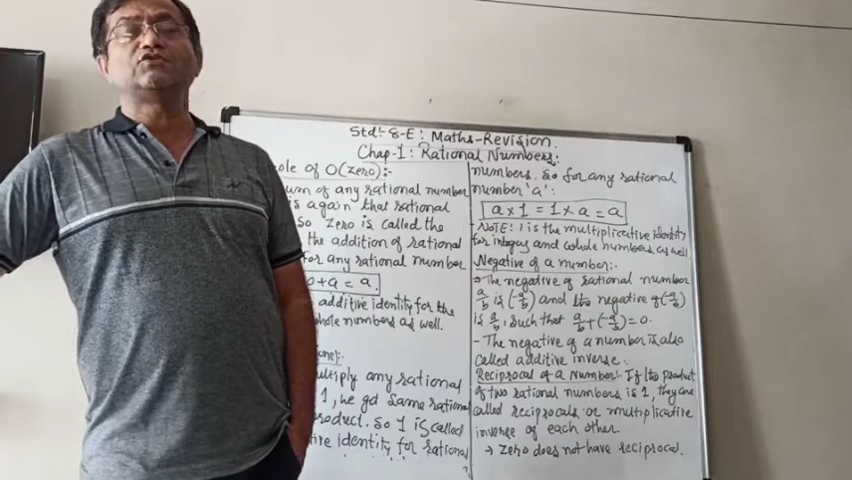 Std:- 8-E: Maths-Revision.
Chap-1: Rational Numbers:
ole of 0(zero):-
um of any rational number
is again that rational
So zero is called the
the addition of rational
For any rational number
0+a = a.
additive identity for the
hole numbers as well.
one):-
ultiply any rational
1, we get same rational
product. So 1 is called
ive identity for rational
numbers. So for any rational
number 'a'.
a×1 = 1×a = a
- NOTE: 1 is the multiplicative identity
for integers and whole numbers as well.
Negative of a number:-
→ The negative of rational number
a/b is (-a/b) and the negative of (-a/b)
is a/b. Such that a/b + (-a/b) = 0.
- The negative of a number is also
called additive inverse.
Reciprocal of a Number:- If the product
of two rational numbers is 1, they are
called reciprocals or multiplicative
inverse of each other.
→ Zero does not have reciprocal.